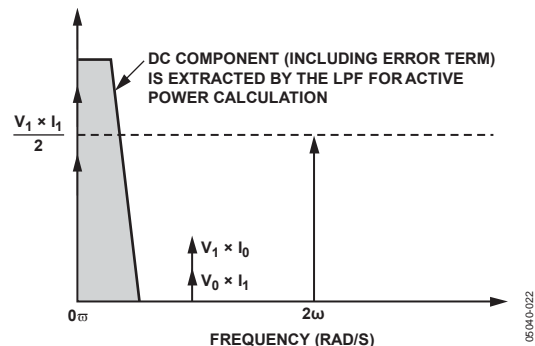 DC COMPONENT (INCLUDING ERROR TERM)
IS EXTRACTED BY THE LPF FOR ACTIVE
POWER CALCULATION
V₁ × I₁
2
V₁ × I₀
V₀ × I₁
0ϖ
2ω
FREQUENCY (RAD/S)
05040-022